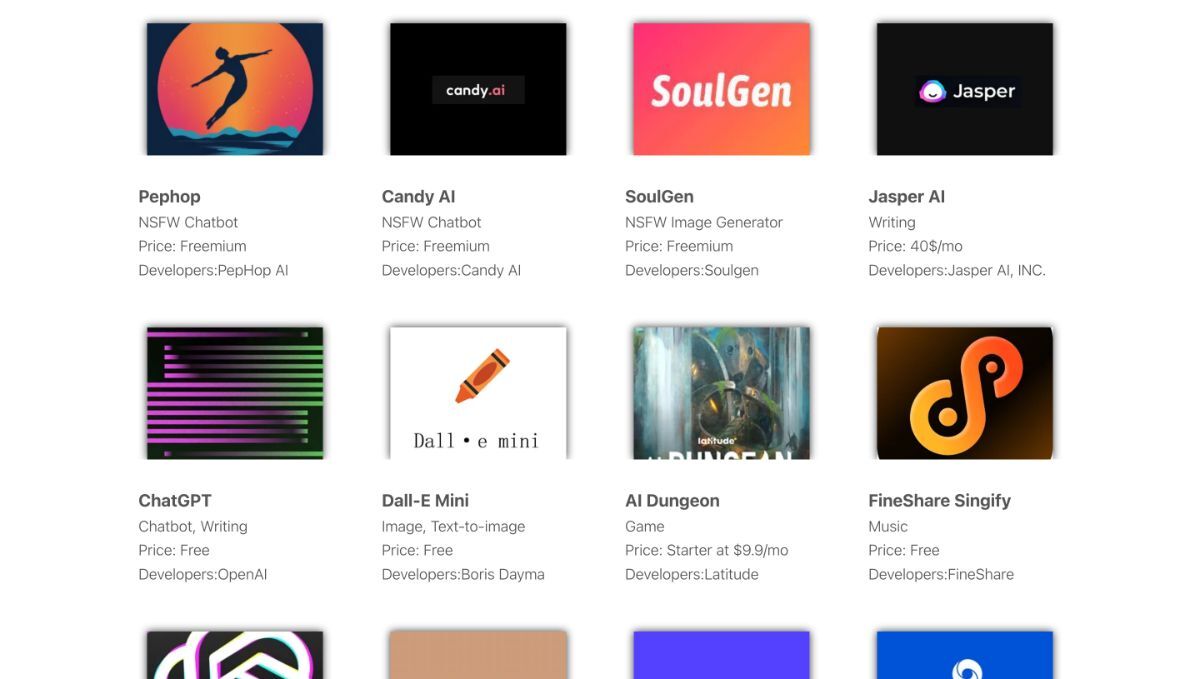 candy.ai
SoulGen
Jasper
Pephop
NSFW Chatbot
Price: Freemium
Developers:PepHop AI
Candy AI
NSFW Chatbot
Price: Freemium
Developers:Candy AI
SoulGen
NSFW Image Generator
Price: Freemium
Developers:Soulgen
Jasper AI
Writing
Price: 40$/mo
Developers:Jasper AI, INC.
Dall•e mini
latitude
AI DUNGEON
ChatGPT
Chatbot, Writing
Price: Free
Developers:OpenAI
Dall-E Mini
Image, Text-to-image
Price: Free
Developers:Boris Dayma
AI Dungeon
Game
Price: Starter at $9.9/mo
Developers:Latitude
FineShare Singify
Music
Price: Free
Developers:FineShare